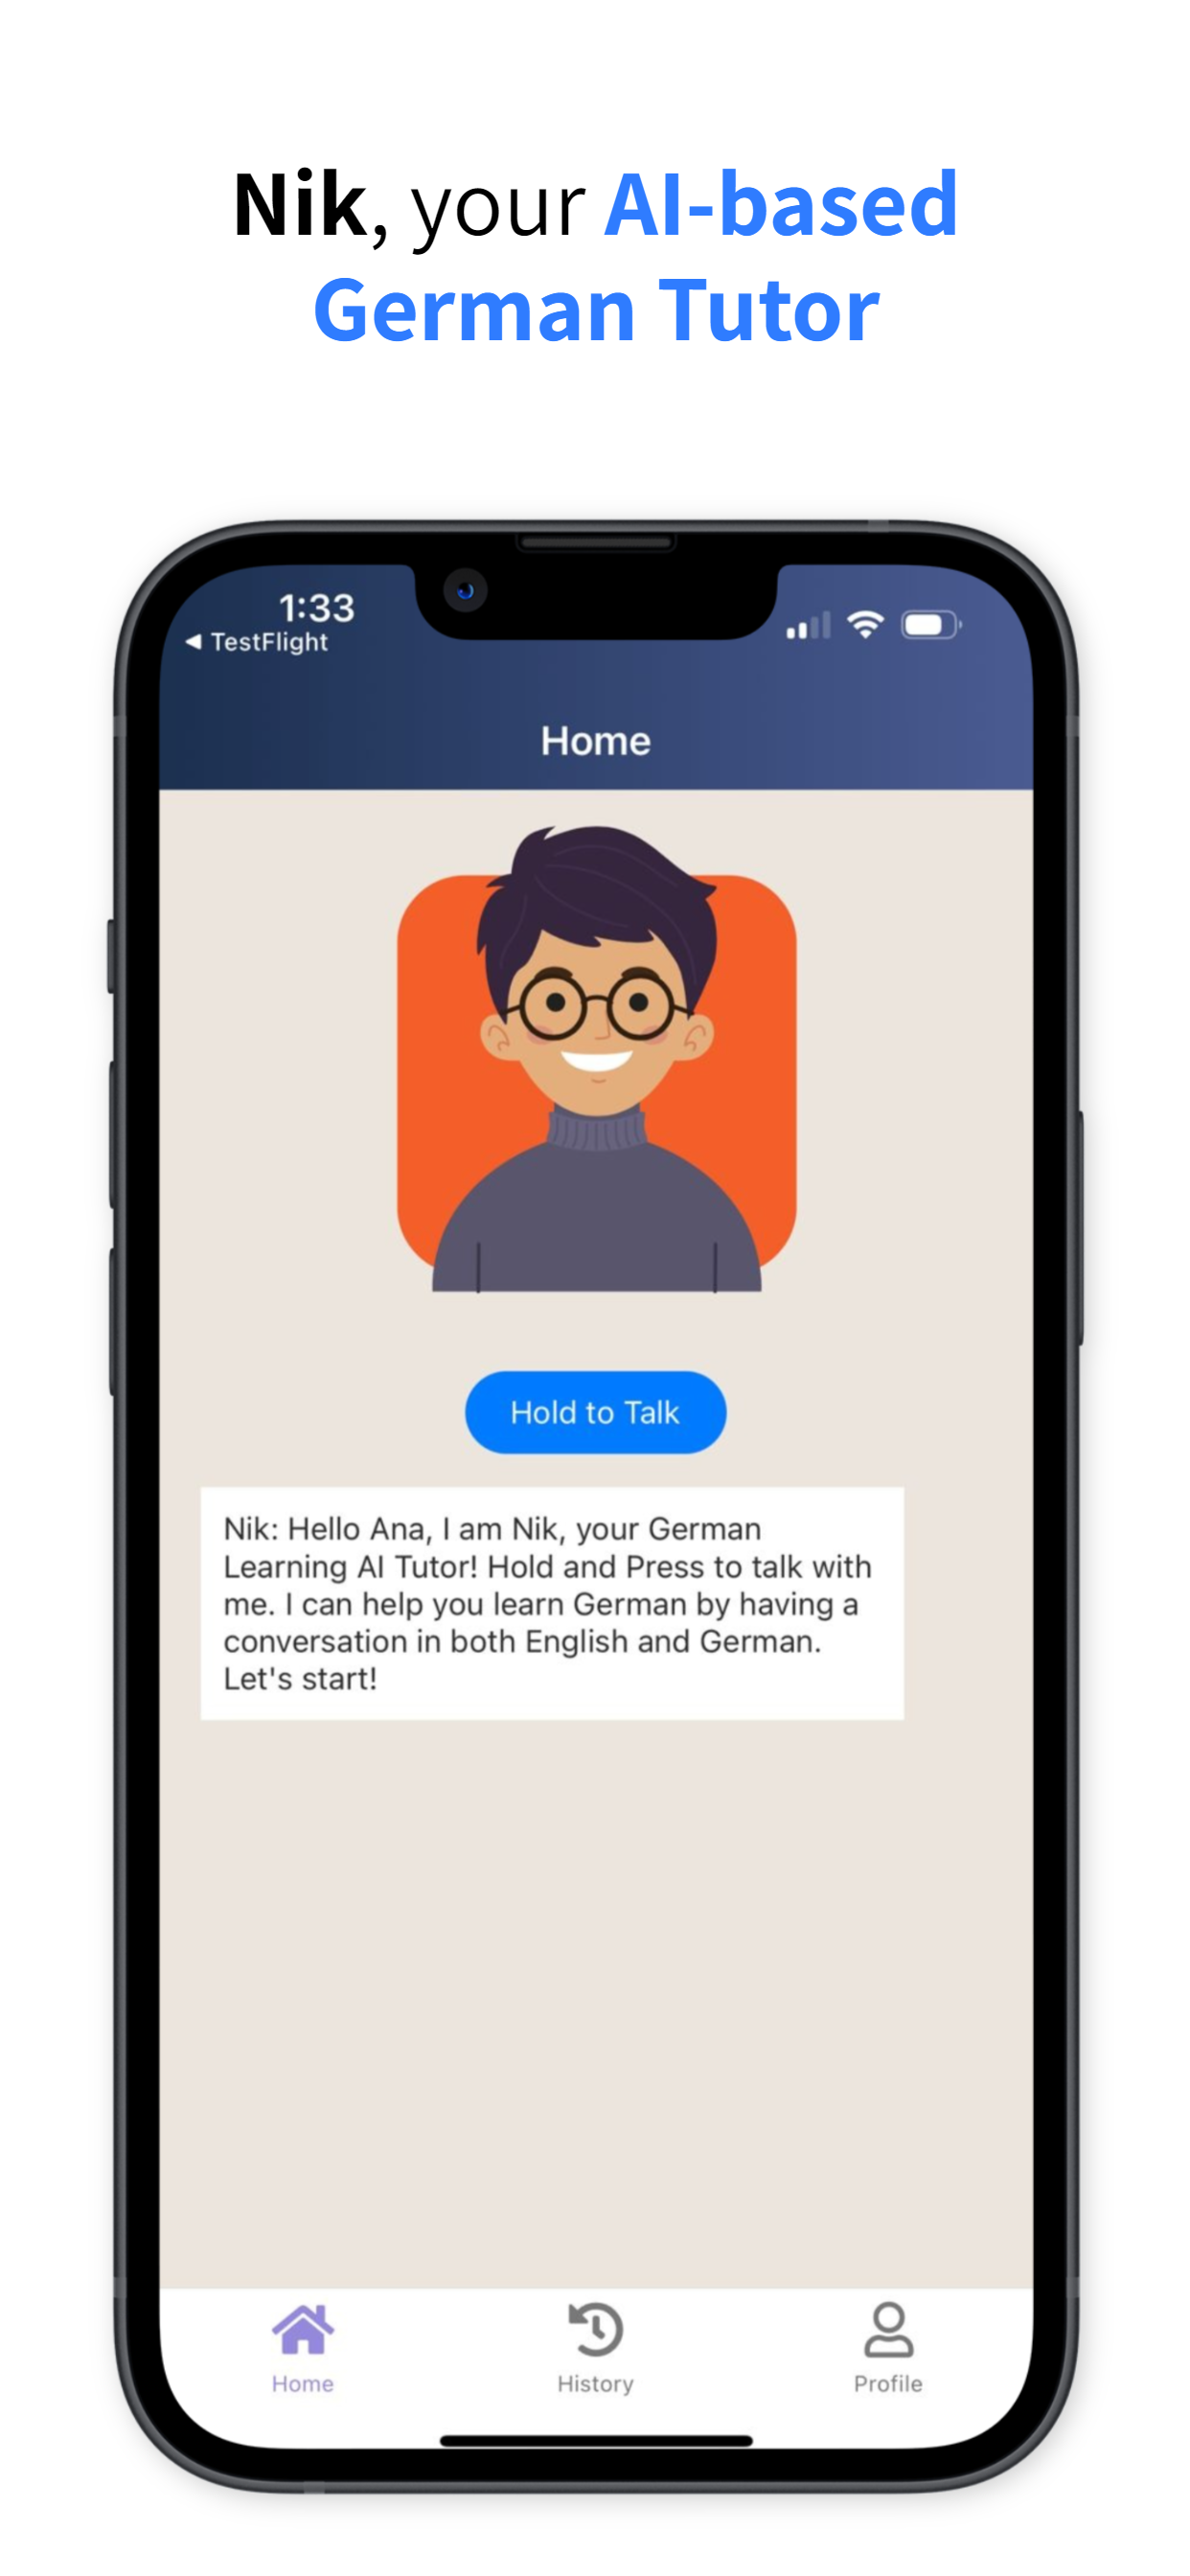 Nik, your AI-based
German Tutor
1:33
◀ TestFlight
Home
Hold to Talk
Nik: Hello Ana, I am Nik, your German
Learning AI Tutor! Hold and Press to talk with
me. I can help you learn German by having a
conversation in both English and German.
Let's start!
Home
History
Profile